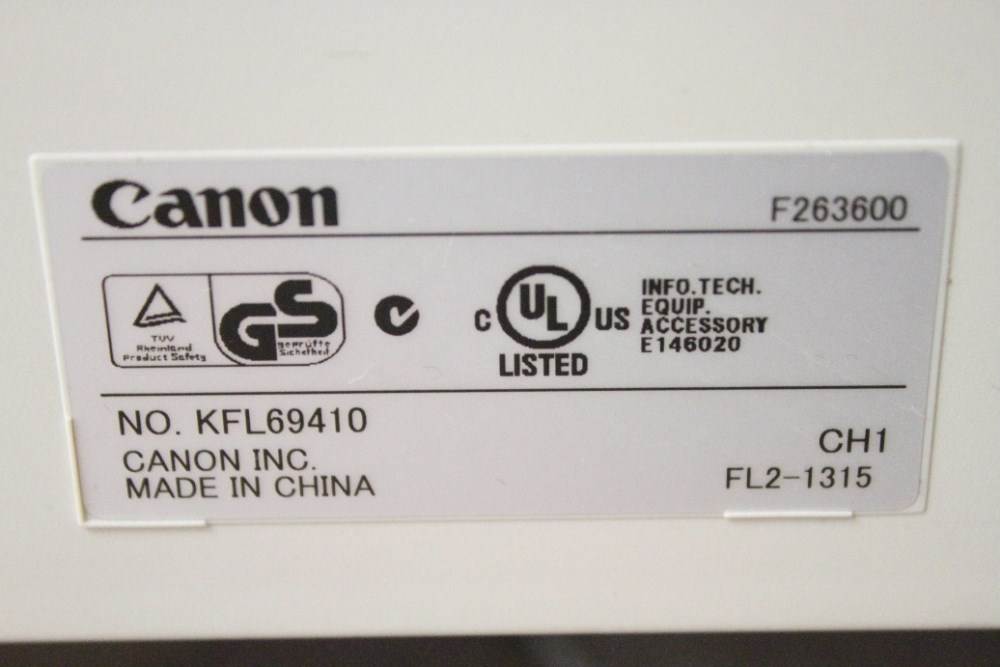 Canon F263600
TUV
Rheinland
Product Safety
GS
geprüfte
Sicherheit
C UL US
LISTED
INFO.TECH.
EQUIP.
ACCESSORY
E146020
NO. KFL69410
CANON INC.
MADE IN CHINA
CH1
FL2-1315